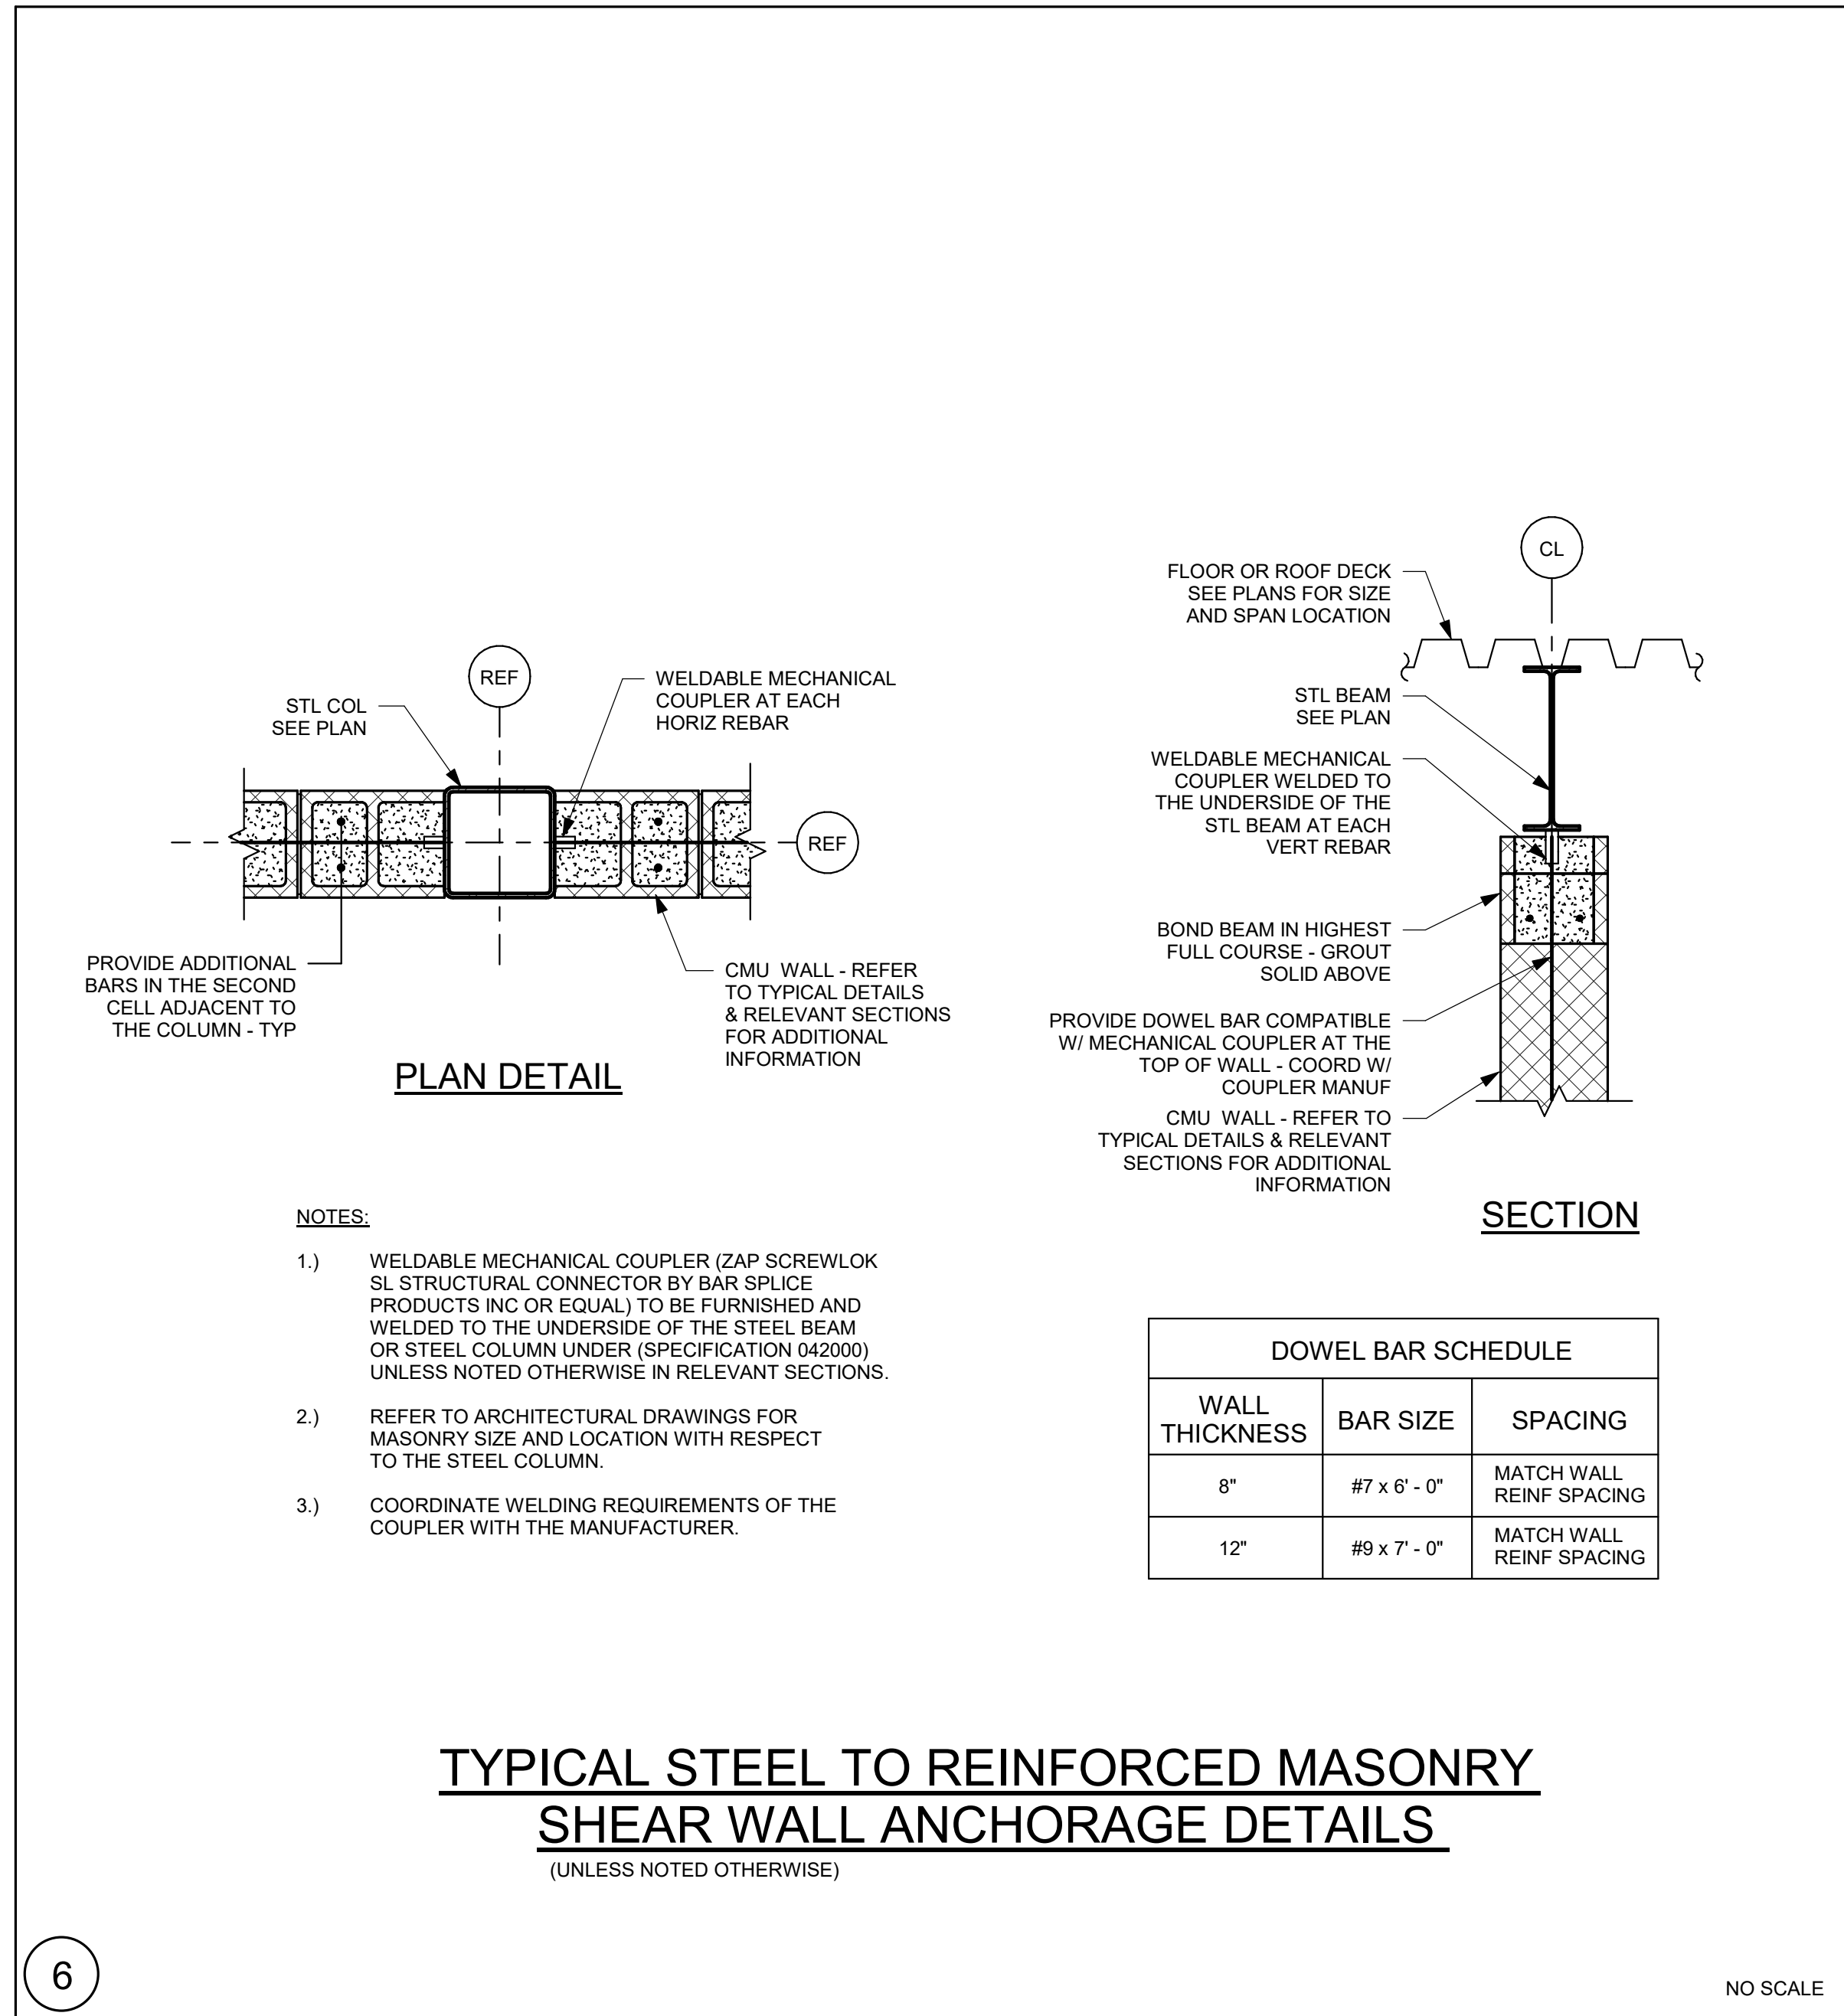 REF
STL COL
SEE PLAN
WELDABLE MECHANICAL
COUPLER AT EACH
HORIZ REBAR
REF
PROVIDE ADDITIONAL
BARS IN THE SECOND
CELL ADJACENT TO
THE COLUMN - TYP
CMU WALL - REFER
TO TYPICAL DETAILS
& RELEVANT SECTIONS
FOR ADDITIONAL
INFORMATION
PLAN DETAIL
CL
FLOOR OR ROOF DECK
SEE PLANS FOR SIZE
AND SPAN LOCATION
STL BEAM
SEE PLAN
WELDABLE MECHANICAL
COUPLER WELDED TO
THE UNDERSIDE OF THE
STL BEAM AT EACH
VERT REBAR
BOND BEAM IN HIGHEST
FULL COURSE - GROUT
SOLID ABOVE
PROVIDE DOWEL BAR COMPATIBLE
W/ MECHANICAL COUPLER AT THE
TOP OF WALL - COORD W/
COUPLER MANUF
CMU WALL - REFER TO
TYPICAL DETAILS & RELEVANT
SECTIONS FOR ADDITIONAL
INFORMATION
SECTION
NOTES:
1.) WELDABLE MECHANICAL COUPLER (ZAP SCREWLOK
SL STRUCTURAL CONNECTOR BY BAR SPLICE
PRODUCTS INC OR EQUAL) TO BE FURNISHED AND
WELDED TO THE UNDERSIDE OF THE STEEL BEAM
OR STEEL COLUMN UNDER (SPECIFICATION 042000)
UNLESS NOTED OTHERWISE IN RELEVANT SECTIONS.
2.) REFER TO ARCHITECTURAL DRAWINGS FOR
MASONRY SIZE AND LOCATION WITH RESPECT
TO THE STEEL COLUMN.
3.) COORDINATE WELDING REQUIREMENTS OF THE
COUPLER WITH THE MANUFACTURER.
DOWEL BAR SCHEDULE
WALL
THICKNESS
BAR SIZE
SPACING
8"
#7 x 6' - 0"
MATCH WALL
REINF SPACING
12"
#9 x 7' - 0"
MATCH WALL
REINF SPACING
TYPICAL STEEL TO REINFORCED MASONRY
SHEAR WALL ANCHORAGE DETAILS
(UNLESS NOTED OTHERWISE)
6
NO SCALE